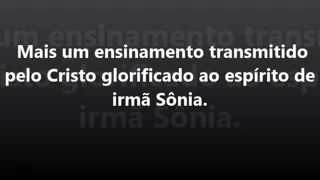 Mais um ensinamento transmitido
pelo Cristo glorificado ao espírito de
irmã Sônia.